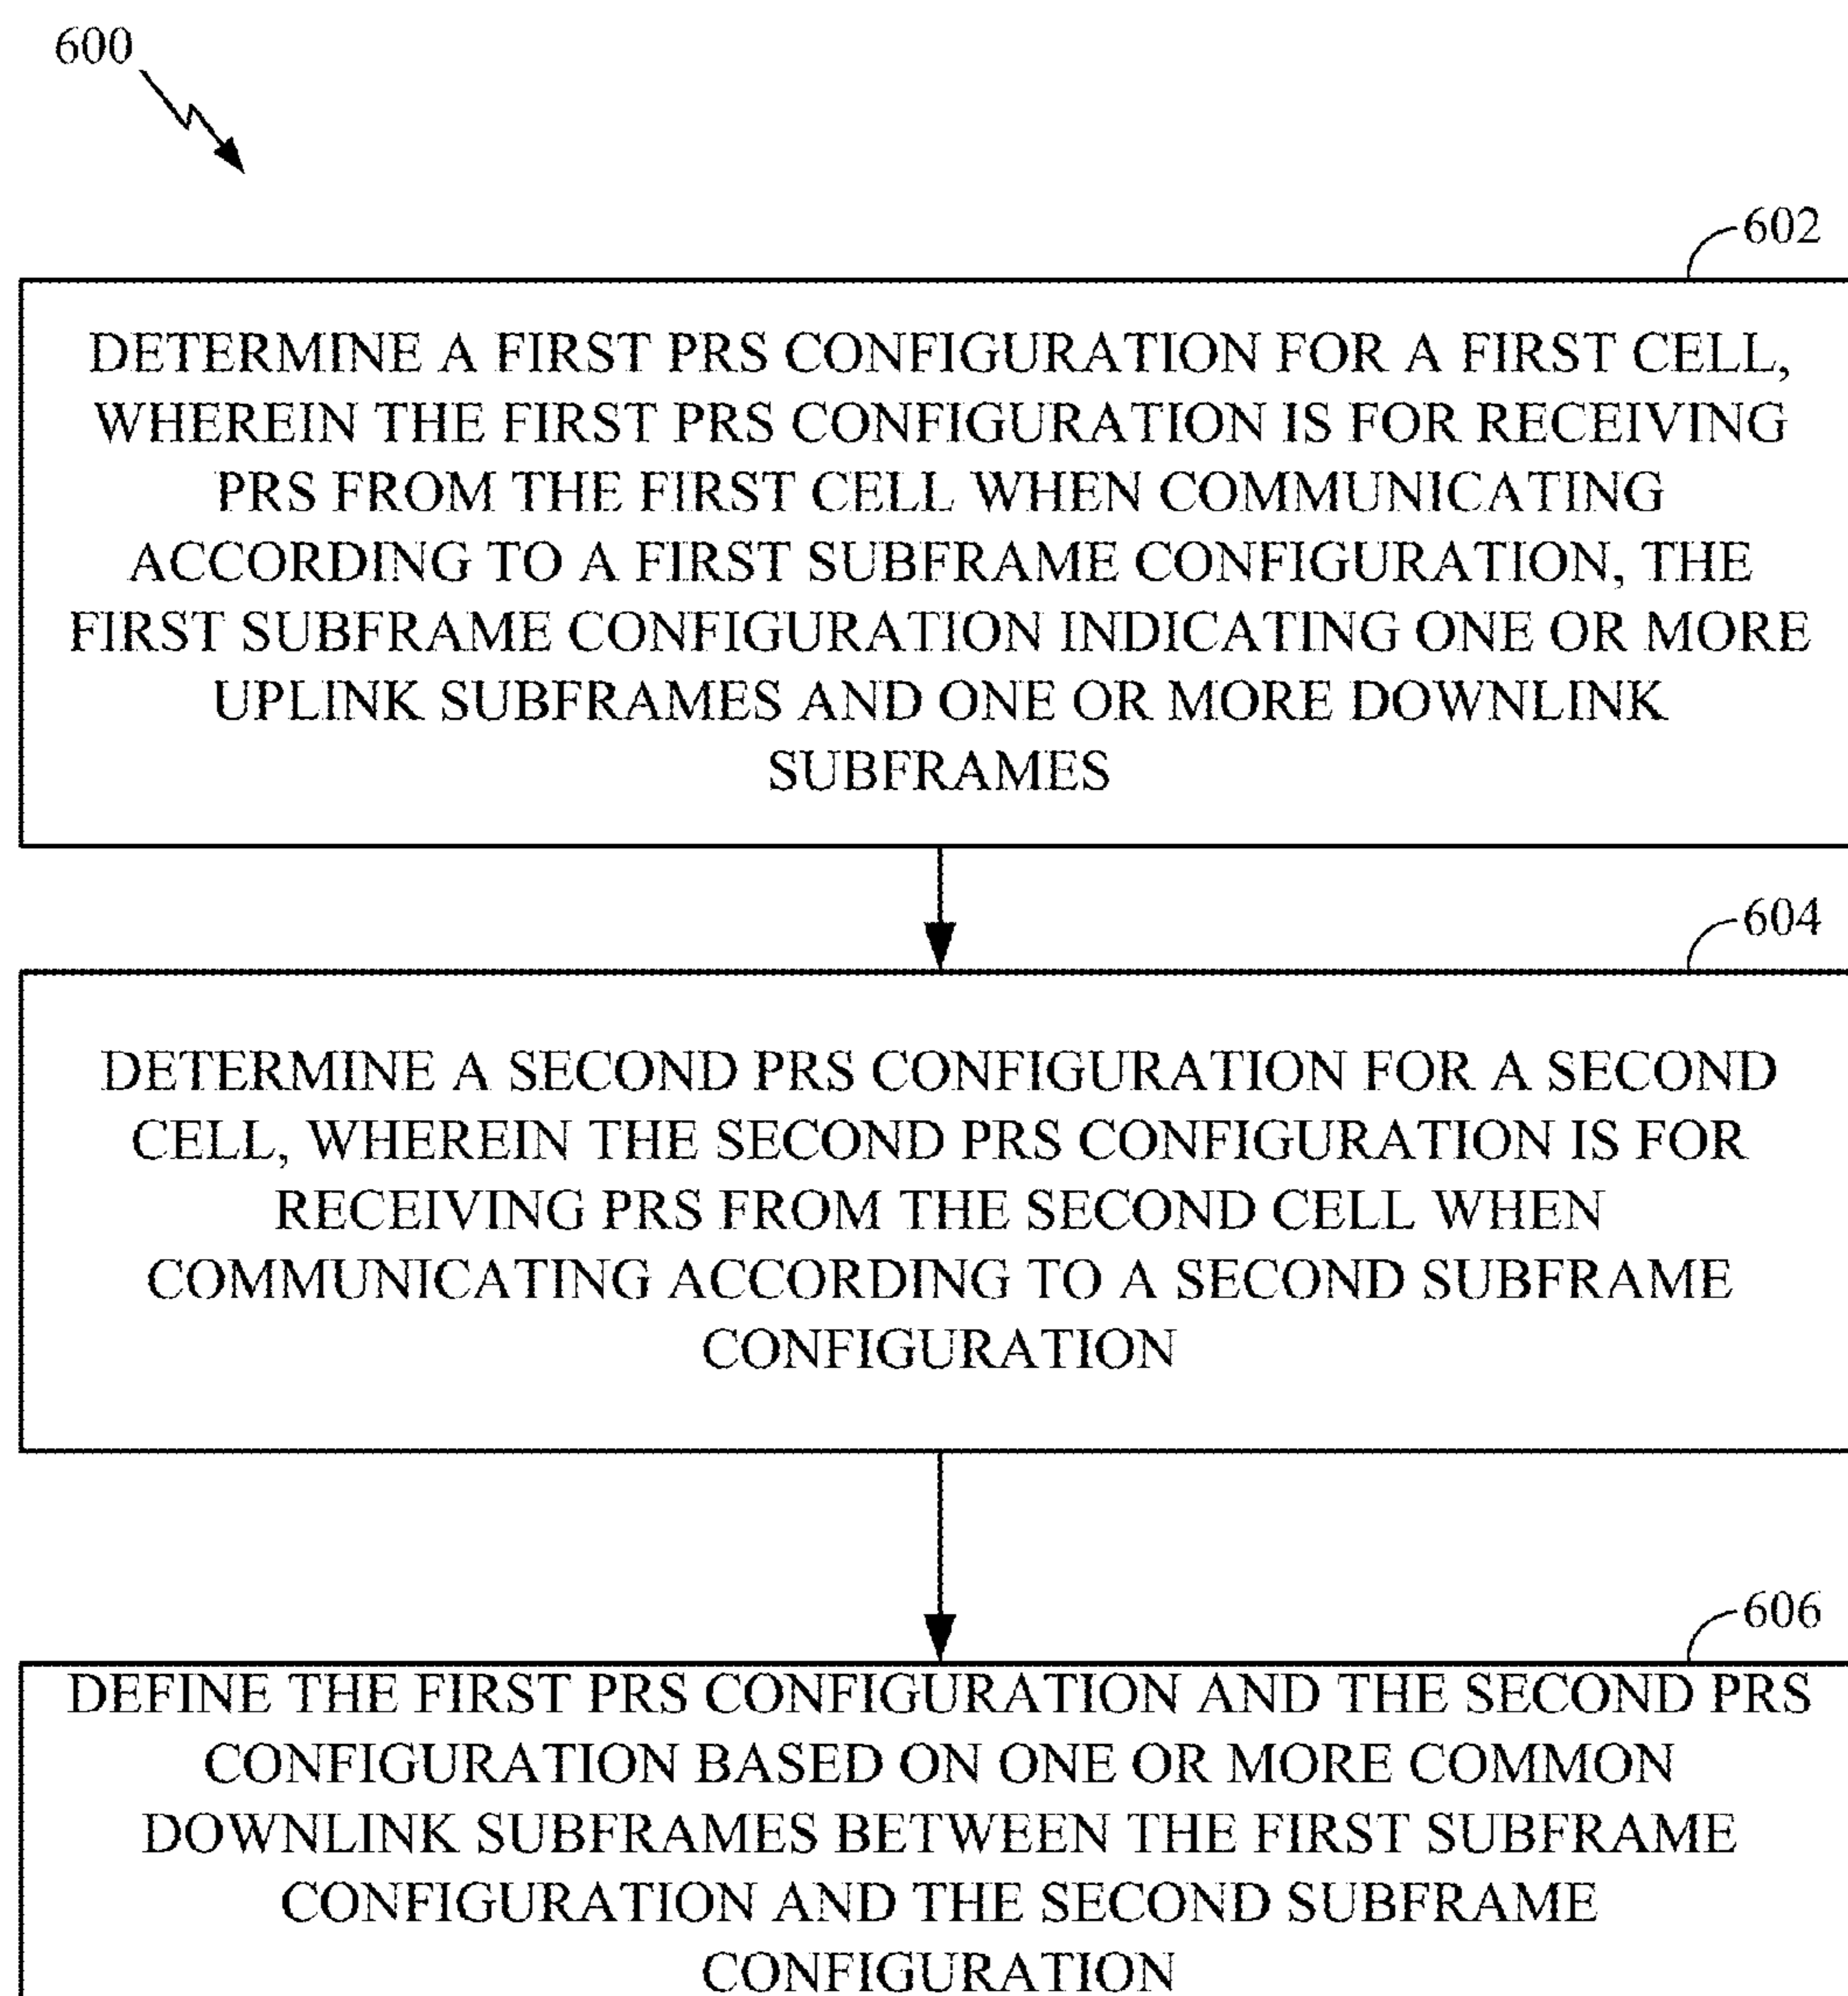 600
602
DETERMINE A FIRST PRS CONFIGURATION FOR A FIRST CELL,
WHEREIN THE FIRST PRS CONFIGURATION IS FOR RECEIVING
PRS FROM THE FIRST CELL WHEN COMMUNICATING
ACCORDING TO A FIRST SUBFRAME CONFIGURATION, THE
FIRST SUBFRAME CONFIGURATION INDICATING ONE OR MORE
UPLINK SUBFRAMES AND ONE OR MORE DOWNLINK
SUBFRAMES
604
DETERMINE A SECOND PRS CONFIGURATION FOR A SECOND
CELL, WHEREIN THE SECOND PRS CONFIGURATION IS FOR
RECEIVING PRS FROM THE SECOND CELL WHEN
COMMUNICATING ACCORDING TO A SECOND SUBFRAME
CONFIGURATION
606
DEFINE THE FIRST PRS CONFIGURATION AND THE SECOND PRS
CONFIGURATION BASED ON ONE OR MORE COMMON
DOWNLINK SUBFRAMES BETWEEN THE FIRST SUBFRAME
CONFIGURATION AND THE SECOND SUBFRAME
CONFIGURATION